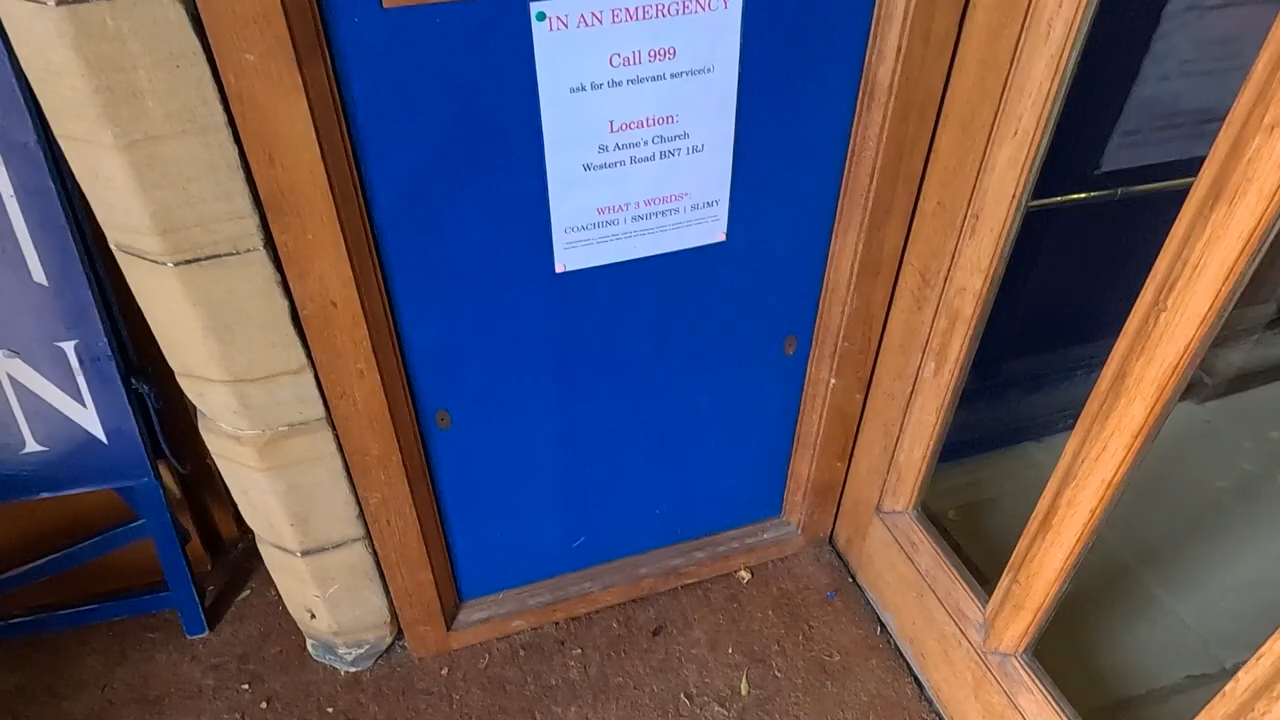 IN AN EMERGENCY
Call 999
ask for the relevant service(s)
Location:
St Anne's Church
Western Road BN7 1RJ
WHAT 3 WORDS*:
COACHING | SNIPPETS | SLIMY
N